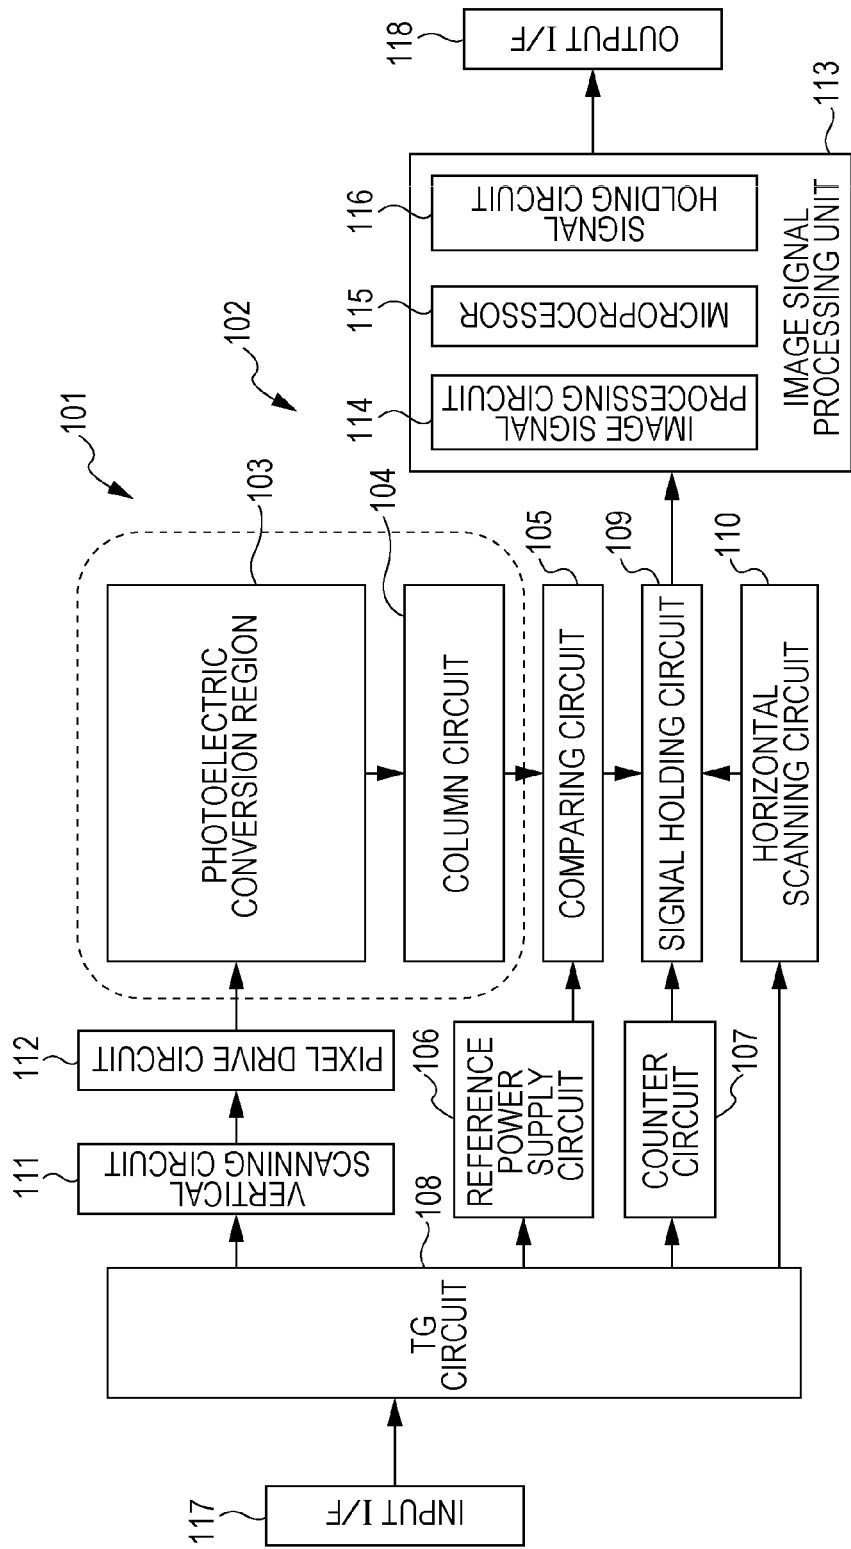 101
102
117
INPUT I/F
108
TG
CIRCUIT
111
VERTICAL
SCANNING CIRCUIT
112
PIXEL DRIVE CIRCUIT
103
PHOTOELECTRIC
CONVERSION REGION
104
COLUMN CIRCUIT
106
REFERENCE
POWER
SUPPLY
CIRCUIT
105
COMPARING CIRCUIT
COUNTER
CIRCUIT
107
109
SIGNAL HOLDING CIRCUIT
110
HORIZONTAL
SCANNING CIRCUIT
114
IMAGE SIGNAL
PROCESSING CIRCUIT
115
MICROPROCESSOR
116
SIGNAL
HOLDING CIRCUIT
IMAGE SIGNAL
PROCESSING UNIT
113
118
OUTPUT I/F